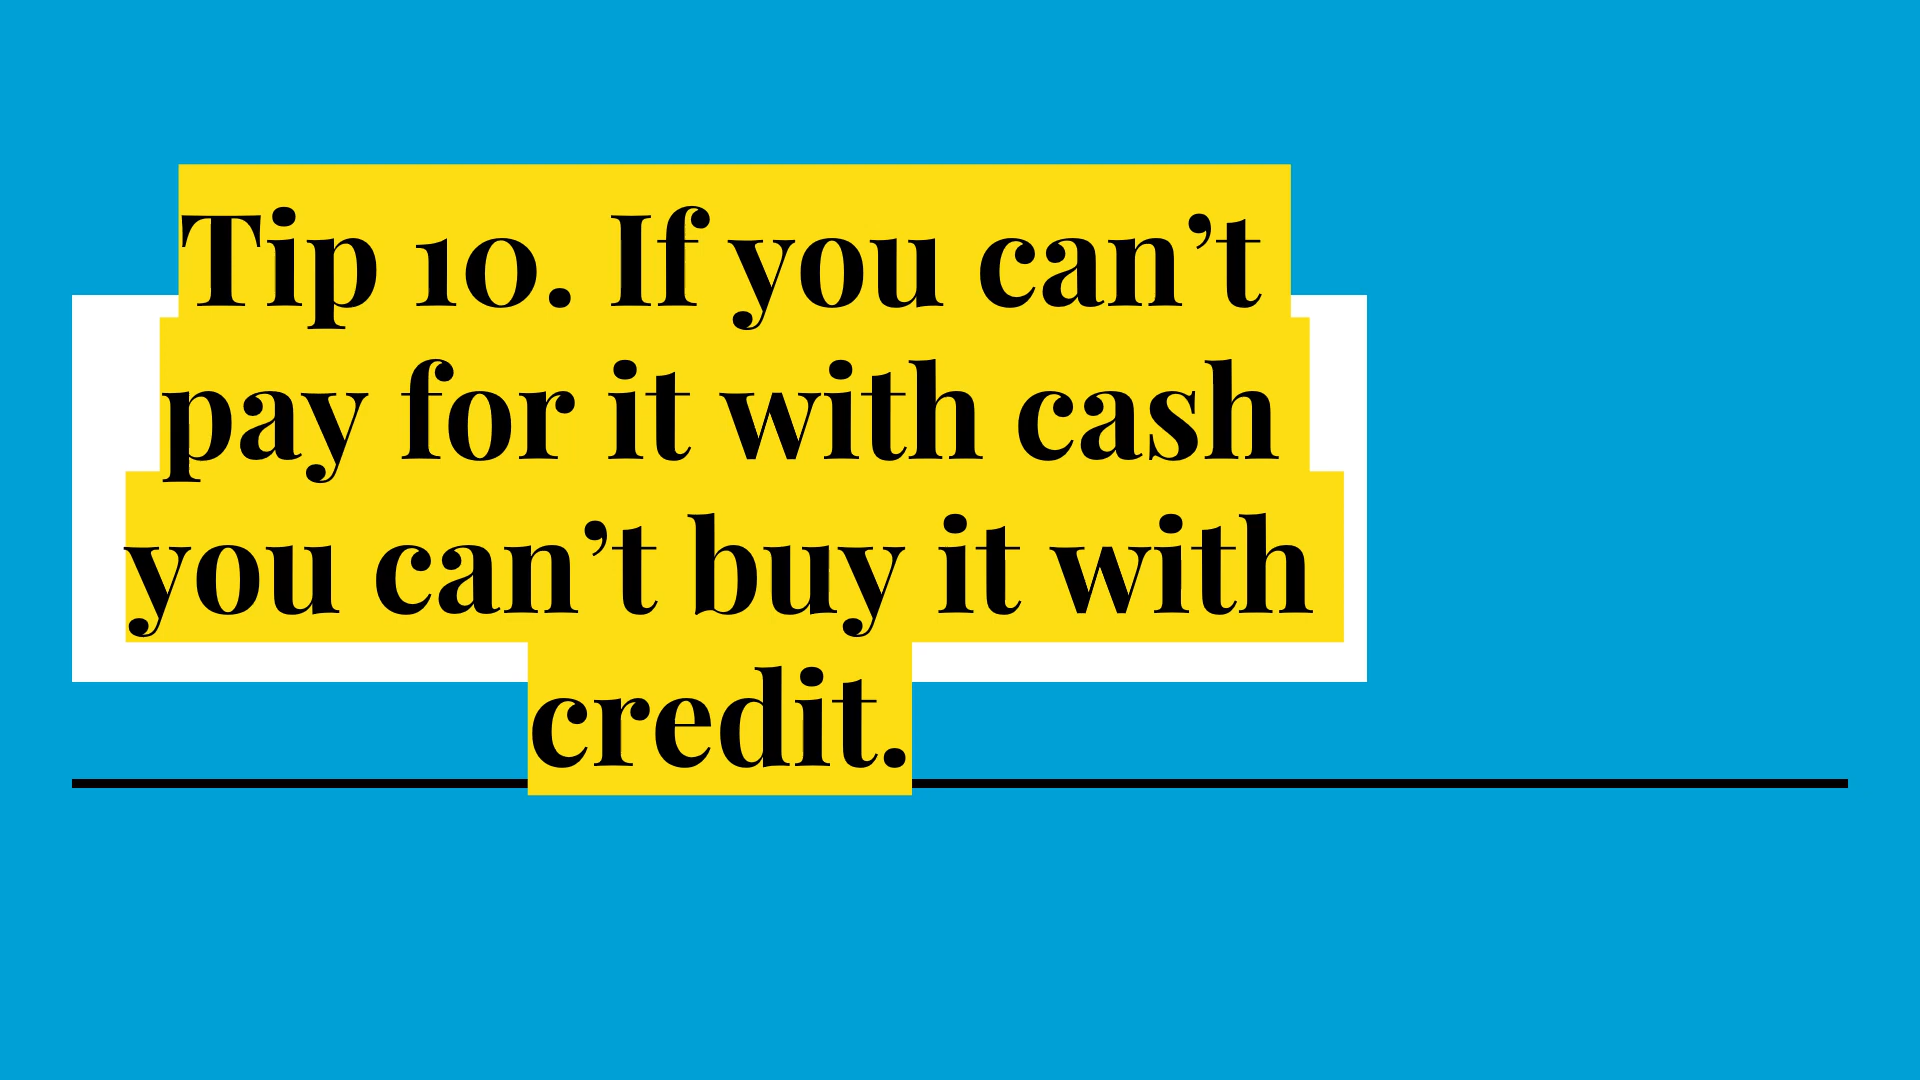 Tip 10. If you can’t
pay for it with cash
you can’t buy it with
credit.